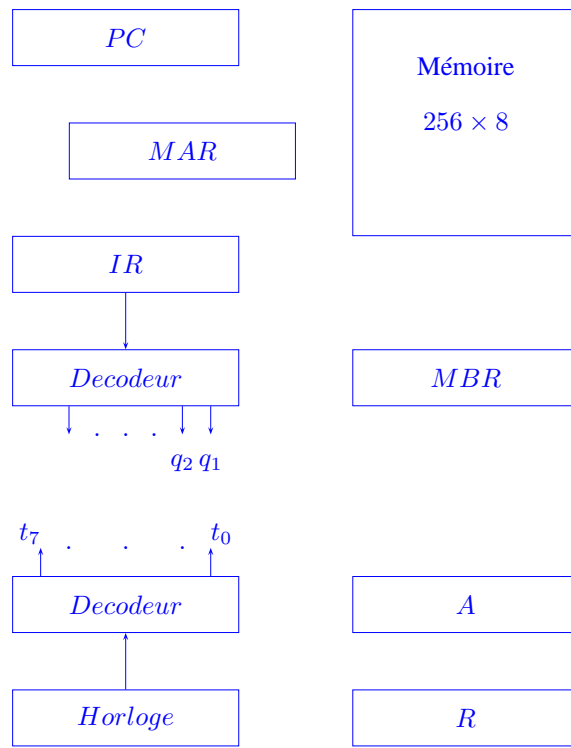 PC
Mémoire
256 × 8
MAR
IR
Decodeur
MBR
. . .
q2 q1
t7 . . . t0
Decodeur
A
Horloge
R